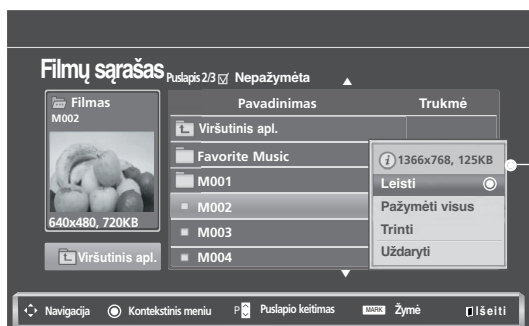 Filmų sąrašas Puslapis 2/3 Nepažymėta
Filmas
M002
640x480, 720KB
Viršutinis apl.
Pavadinimas Trukmė
Viršutinis apl.
Favorite Music
M001
M002
M003
M004
1366x768, 125KB
Leisti
Pažymėti visus
Trinti
Uždaryti
Navigacija Kontekstinis meniu P Puslapio keitimas MARK Žymė Išeiti